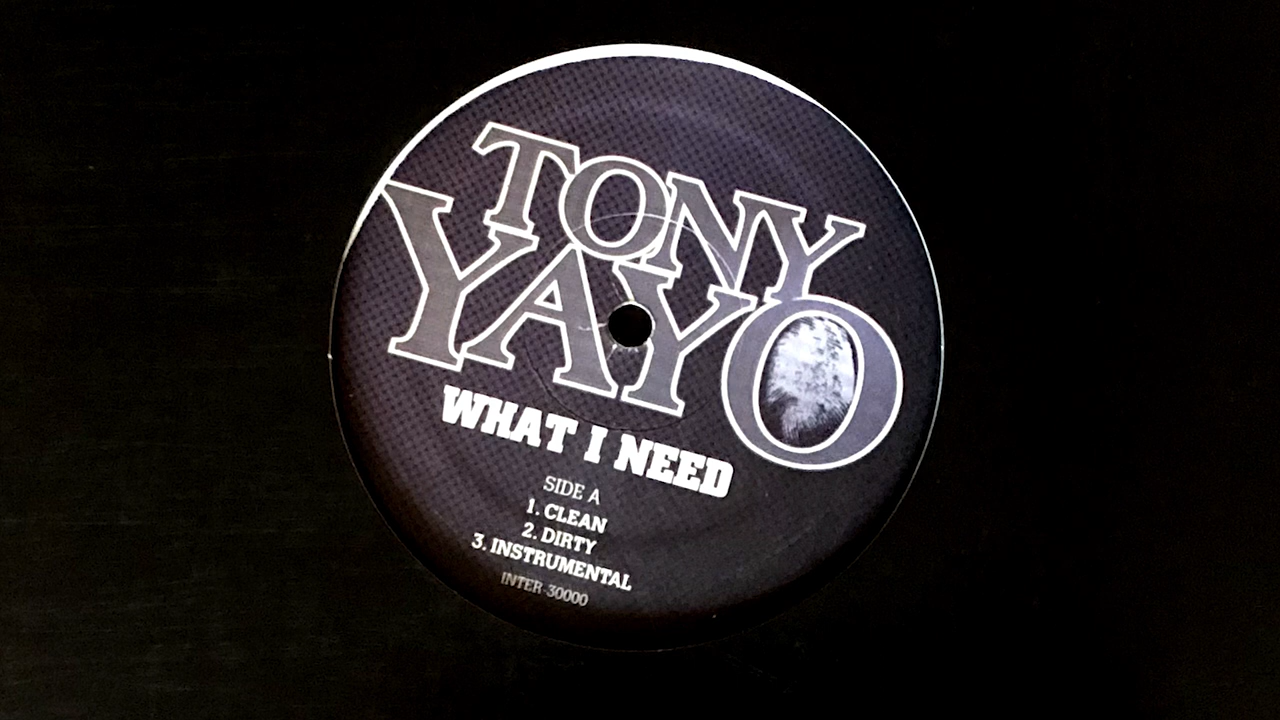 TONY
YAYO
WHAT I NEED
SIDE A
1. CLEAN
2. DIRTY
3. INSTRUMENTAL
INTER-30000